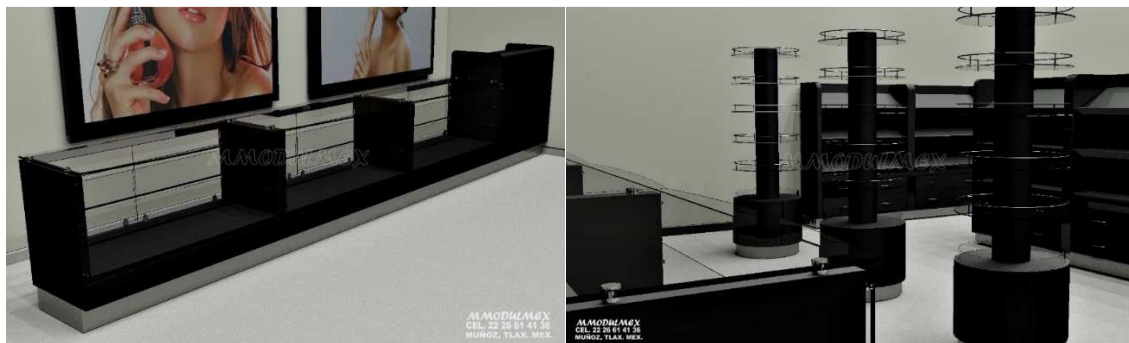 MMODULMEX
MMODULMEX
CEL. 22 26 61 41 36
MUÑOZ, TLAX. MEX.
MMODULMEX
MMODULMEX
CEL. 22 26 61 41 36
MUÑOZ, TLAX. MEX.